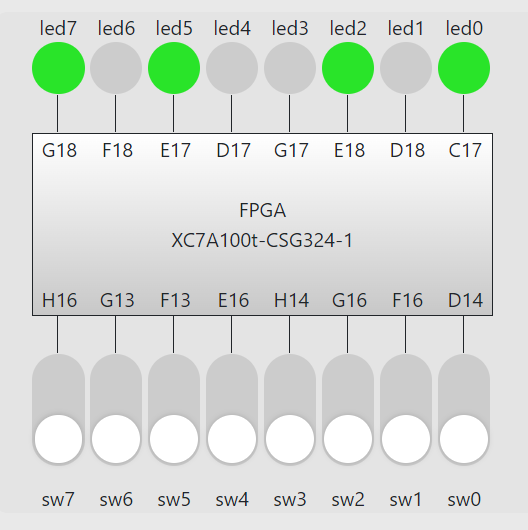 led7 led6 led5 led4 led3 led2 led1 led0
G18 F18 E17 D17 G17 E18 D18 C17
FPGA
XC7A100t-CSG324-1
H16 G13 F13 E16 H14 G16 F16 D14
sw7 sw6 sw5 sw4 sw3 sw2 sw1 sw0